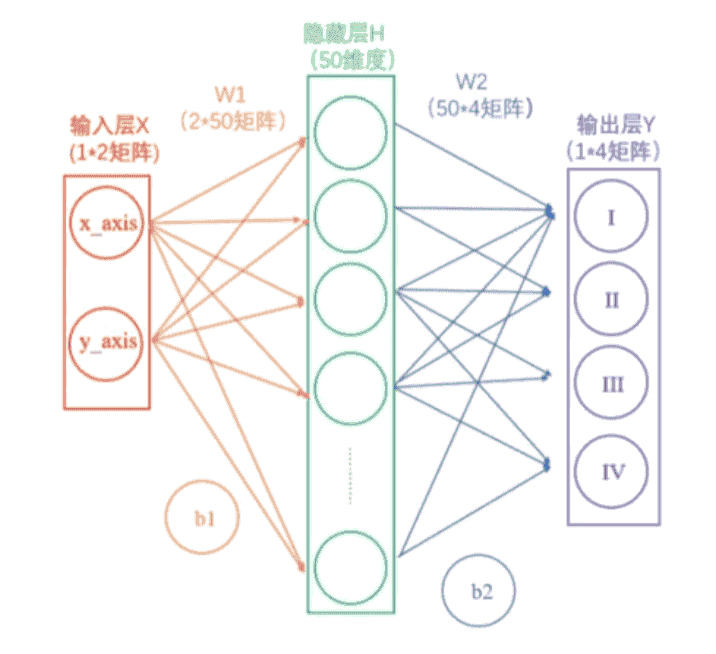 隐藏层H
(50维度)
W1
(2*50矩阵)
W2
(50*4矩阵)
输入层X
(1*2矩阵)
输出层Y
(1*4矩阵)
x_axis
y_axis
I
II
III
IV
b1
b2